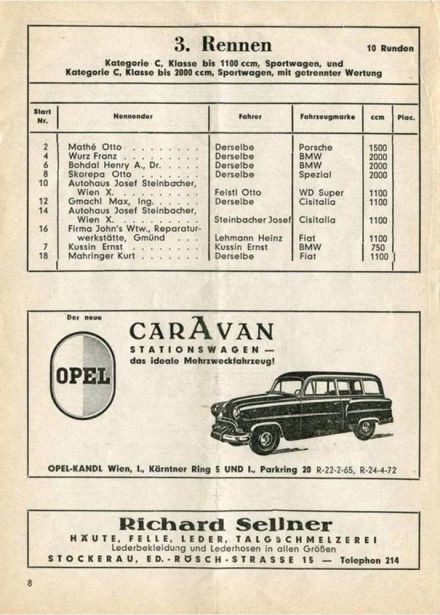 3. Rennen 10 Runden
Kategorie C, Klasse bis 1100 ccm, Sportwagen, und
Kategorie C, Klasse bis 2000 ccm, Sportwagen, mit getrennter Wertung
Start Nr. Nennender Fahrer Fahrzeugmarke ccm Plac.
2 Mathé Otto . . . . . . . . Derselbe Porsche 1500
4 Wurz Franz . . . . . . . . Derselbe BMW 2000
6 Bohdal Henry A., Dr. . . . . Derselbe BMW 2000
8 Skorepa Otto . . . . . . . Derselbe Spezial 2000
10 Autohaus Josef Steinbacher,
Wien X. . . . . . . . . Feistl Otto WD Super 1100
12 Gmachl Max, Ing. . . . . . Derselbe Cisitalia 1100
14 Autohaus Josef Steinbacher,
Wien X. . . . . . . . . Steinbacher Josef Cisitalia 1100
16 Firma John's Wtw., Reparatur-
werkstätte, Gmünd . . . Lehmann Heinz Fiat 1100
7 Kussin Ernst . . . . . . . Kussin Ernst BMW 750
18 Mahringer Kurt . . . . . . Derselbe Fiat 1100
Der neue
CARAVAN
STATIONSWAGEN —
das ideale Mehrzweckfahrzeug!
OPEL
OPEL-KANDL Wien, I., Kärntner Ring 5 UND I., Parkring 20 R-22-2-65, R-24-4-72
Richard Sellner
HÄUTE, FELLE, LEDER, TALGSCHMELZEREI
Lederbekleidung und Lederhosen in allen Größen
STOCKERAU, ED.-RÖSCH-STRASSE 15 — Telephon 214
8